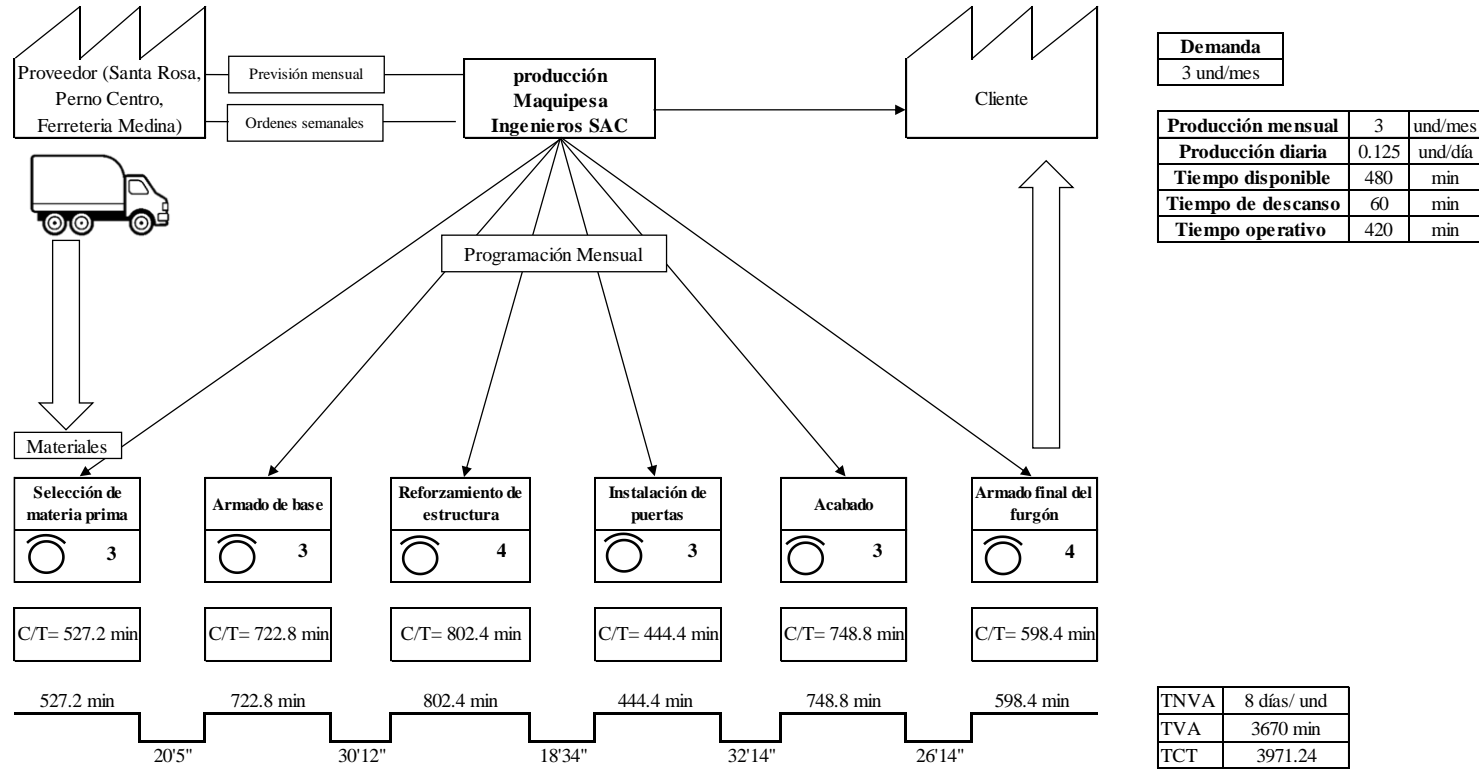 Proveedor (Santa Rosa,
Perno Centro,
Ferreteria Medina)
Previsión mensual
Ordenes semanales
producción
Maquipesa
Ingenieros SAC
Cliente
Demanda
3 und/mes
Producción mensual 3 und/mes
Producción diaria 0.125 und/día
Tiempo disponible 480 min
Tiempo de descanso 60 min
Tiempo operativo 420 min
Programación Mensual
Materiales
Selección de
materia prima
3
Armado de base
3
Reforzamiento de
estructura
4
Instalación de
puertas
3
Acabado
3
Armado final del
furgón
4
C/T= 527.2 min
C/T= 722.8 min
C/T= 802.4 min
C/T= 444.4 min
C/T= 748.8 min
C/T= 598.4 min
527.2 min
722.8 min
802.4 min
444.4 min
748.8 min
598.4 min
20'5"
30'12"
18'34"
32'14"
26'14"
TNVA 8 días/ und
TVA 3670 min
TCT 3971.24